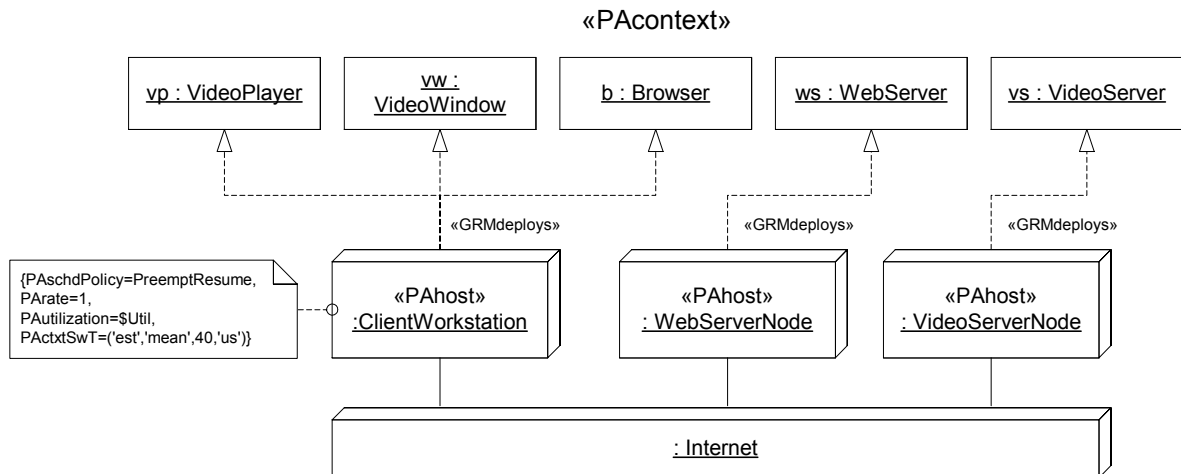 «PAcontext»
vp : VideoPlayer
vw :
VideoWindow
b : Browser
ws : WebServer
vs : VideoServer
«GRMdeploys»
«GRMdeploys»
«GRMdeploys»
{PAschdPolicy=PreemptResume,
PArate=1,
PAutilization=$Util,
PActxtSwT=('est','mean',40,'us')}
«PAhost»
:ClientWorkstation
«PAhost»
: WebServerNode
«PAhost»
: VideoServerNode
: Internet